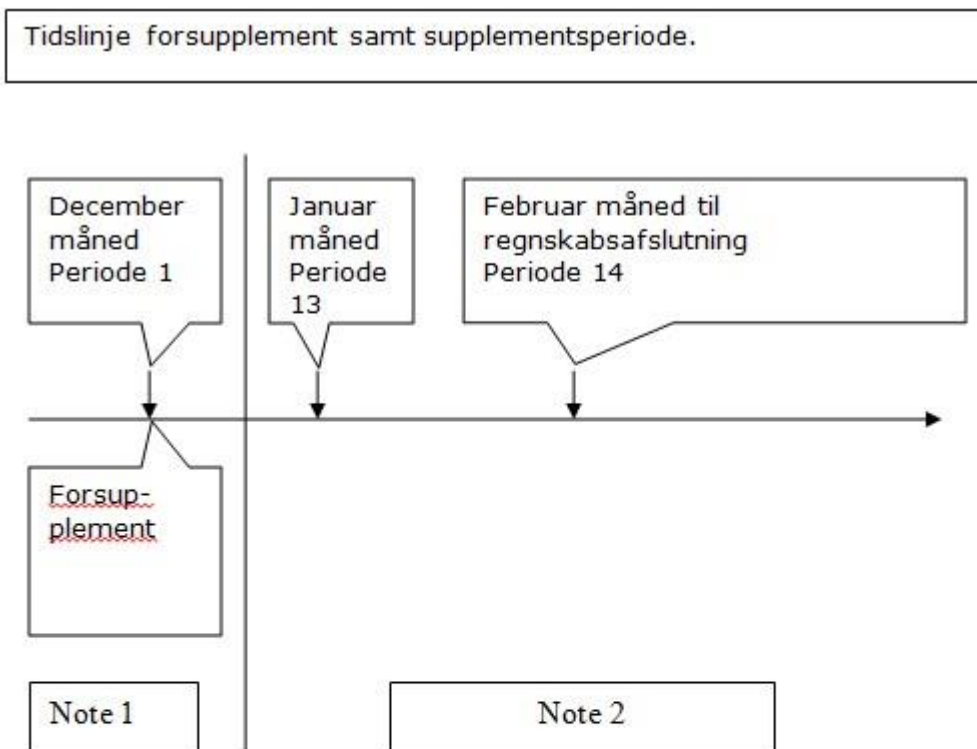 Tidslinje forsupplement samt supplementsperiode.
December
måned
Periode 1
Januar
måned
Periode
13
Februar måned til
regnskabsafslutning
Periode 14
Forsup-
plement
Note 1
Note 2